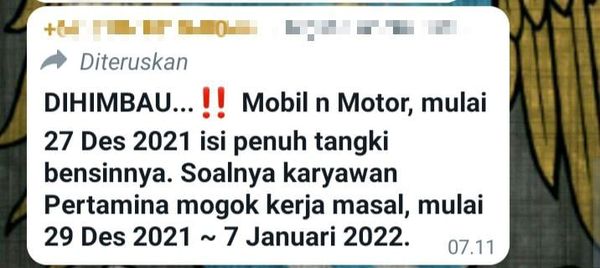 Diteruskan
DIHIMBAU...‼️ Mobil n Motor, mulai
27 Des 2021 isi penuh tangki
bensinnya. Soalnya karyawan
Pertamina mogok kerja masal, mulai
29 Des 2021 ~ 7 Januari 2022.
07.11